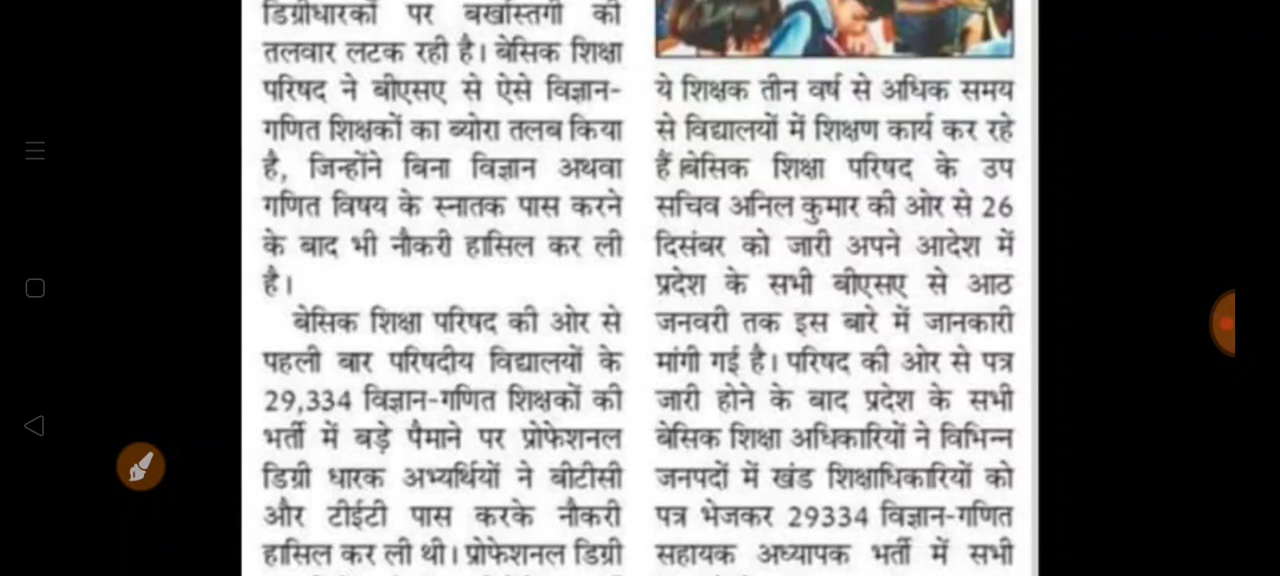 डिग्रीधारकों पर बर्खास्तगी की
तलवार लटक रही है। बेसिक शिक्षा
परिषद ने बीएसए से ऐसे विज्ञान-
गणित शिक्षकों का ब्योरा तलब किया
है, जिन्होंने बिना विज्ञान अथवा
गणित विषय के स्नातक पास करने
के बाद भी नौकरी हासिल कर ली
है।
बेसिक शिक्षा परिषद की ओर से
पहली बार परिषदीय विद्यालयों के
29,334 विज्ञान-गणित शिक्षकों की
भर्ती में बड़े पैमाने पर प्रोफेशनल
डिग्री धारक अभ्यर्थियों ने बीटीसी
और टीईटी पास करके नौकरी
हासिल कर ली थी। प्रोफेशनल डिग्री
ये शिक्षक तीन वर्ष से अधिक समय
से विद्यालयों में शिक्षण कार्य कर रहे
हैं।बेसिक शिक्षा परिषद के उप
सचिव अनिल कुमार की ओर से 26
दिसंबर को जारी अपने आदेश में
प्रदेश के सभी बीएसए से आठ
जनवरी तक इस बारे में जानकारी
मांगी गई है। परिषद की ओर से पत्र
जारी होने के बाद प्रदेश के सभी
बेसिक शिक्षा अधिकारियों ने विभिन्न
जनपदों में खंड शिक्षाधिकारियों को
पत्र भेजकर 29334 विज्ञान-गणित
सहायक अध्यापक भर्ती में सभी